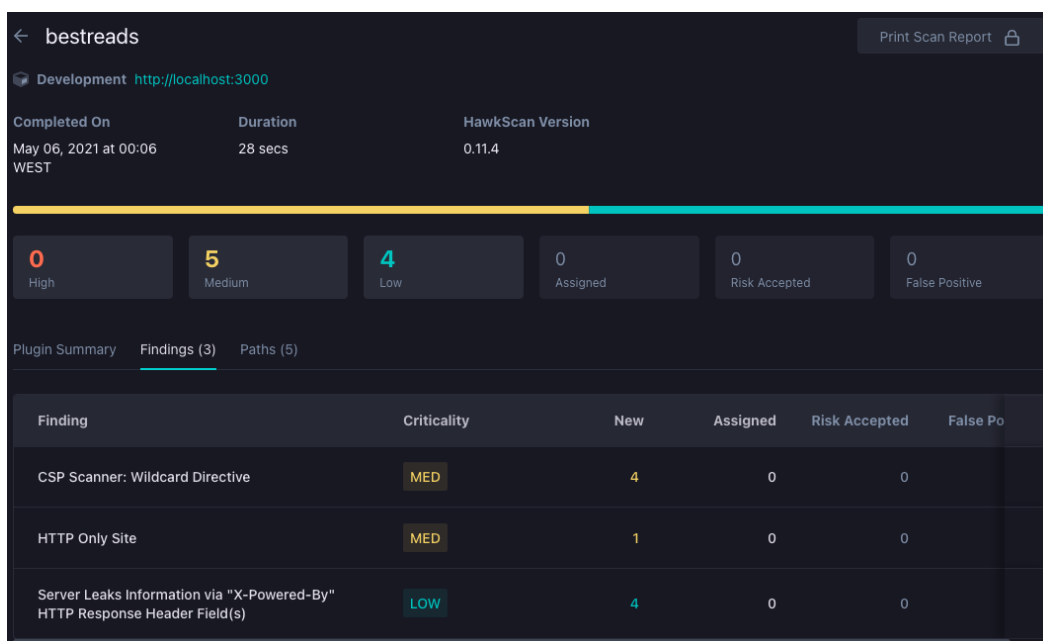 bestreads
Print Scan Report
Development http://localhost:3000
Completed On Duration HawkScan Version
May 06, 2021 at 00:06 28 secs 0.11.4
WEST
0 5 4 0 0 0
High Medium Low Assigned Risk Accepted False Positive
Plugin Summary Findings (3) Paths (5)
Finding Criticality New Assigned Risk Accepted False Po
CSP Scanner: Wildcard Directive MED 4 0 0
HTTP Only Site MED 1 0 0
Server Leaks Information via "X-Powered-By"
HTTP Response Header Field(s) LOW 4 0 0